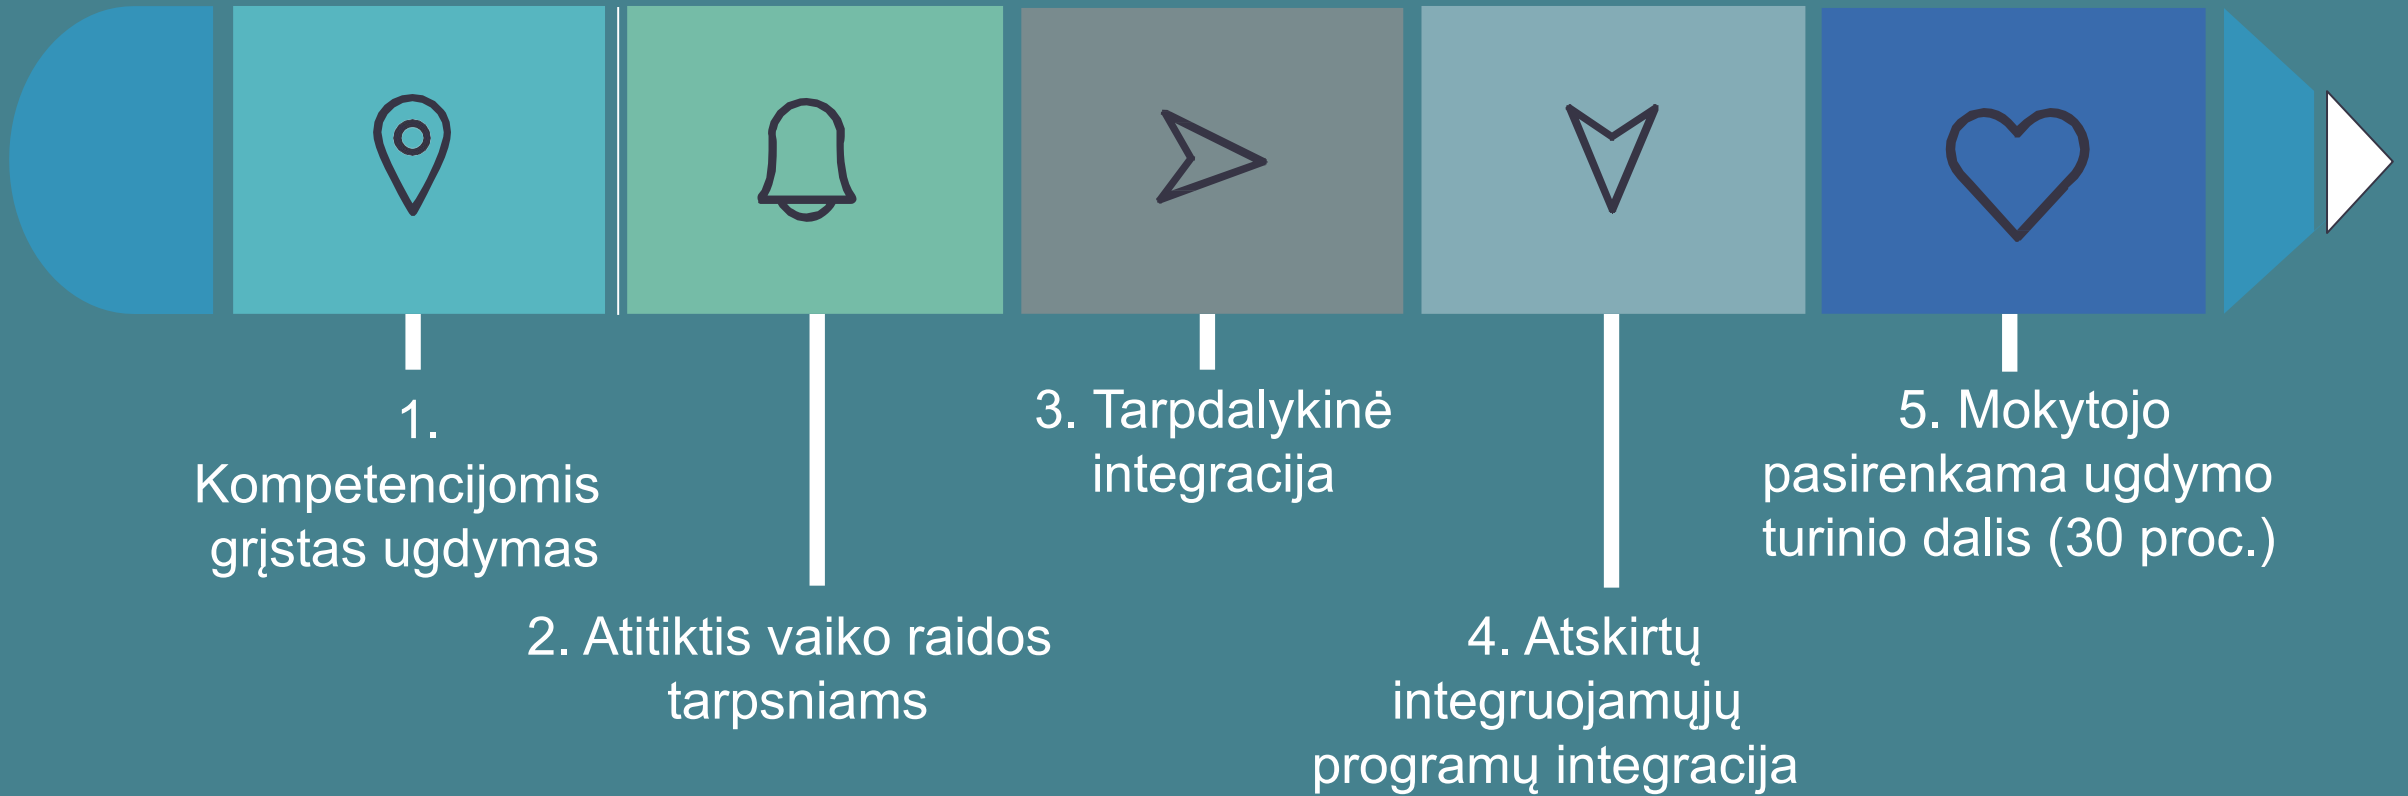 1.
Kompetencijomis
grįstas ugdymas
2. Atitiktis vaiko raidos
tarpsniams
3. Tarpdalykinė
integracija
4. Atskirtų
integruojamųjų
programų integracija
5. Mokytojo
pasirenkama ugdymo
turinio dalis (30 proc.)